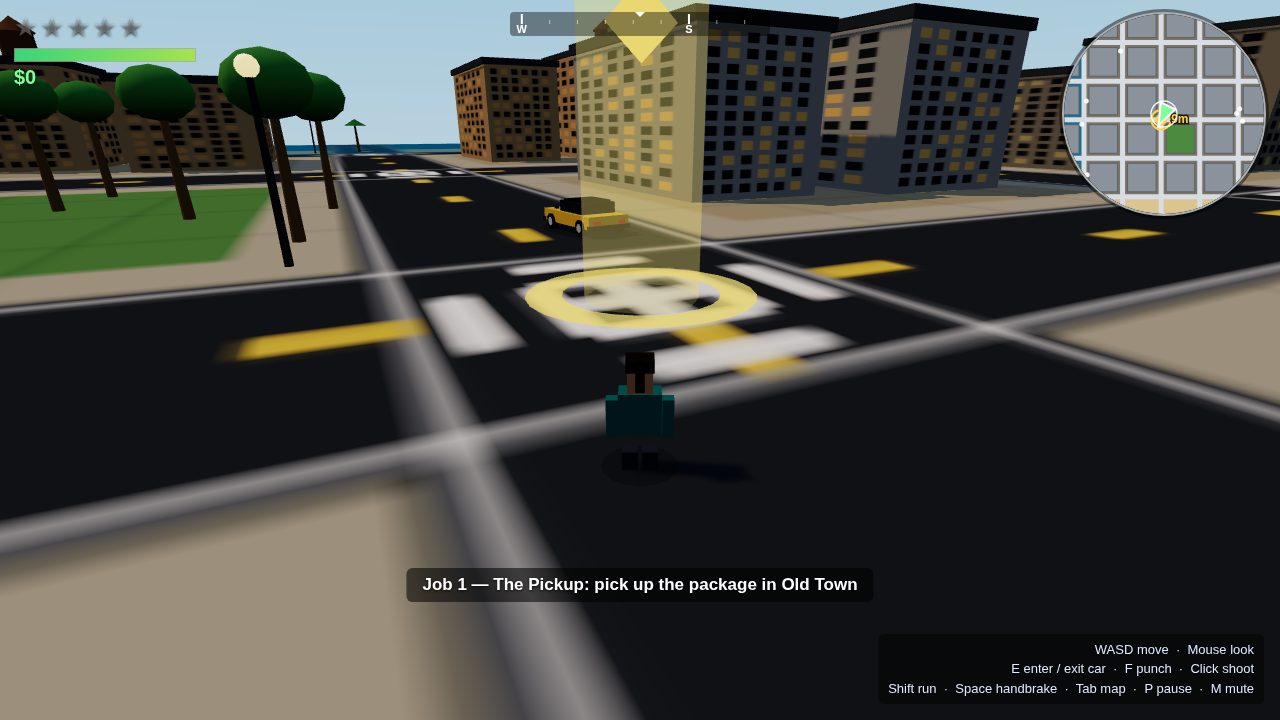 W
S
$0
9m
Job 1 — The Pickup: pick up the package in Old Town
WASD move · Mouse look
E enter / exit car · F punch · Click shoot
Shift run · Space handbrake · Tab map · P pause · M mute